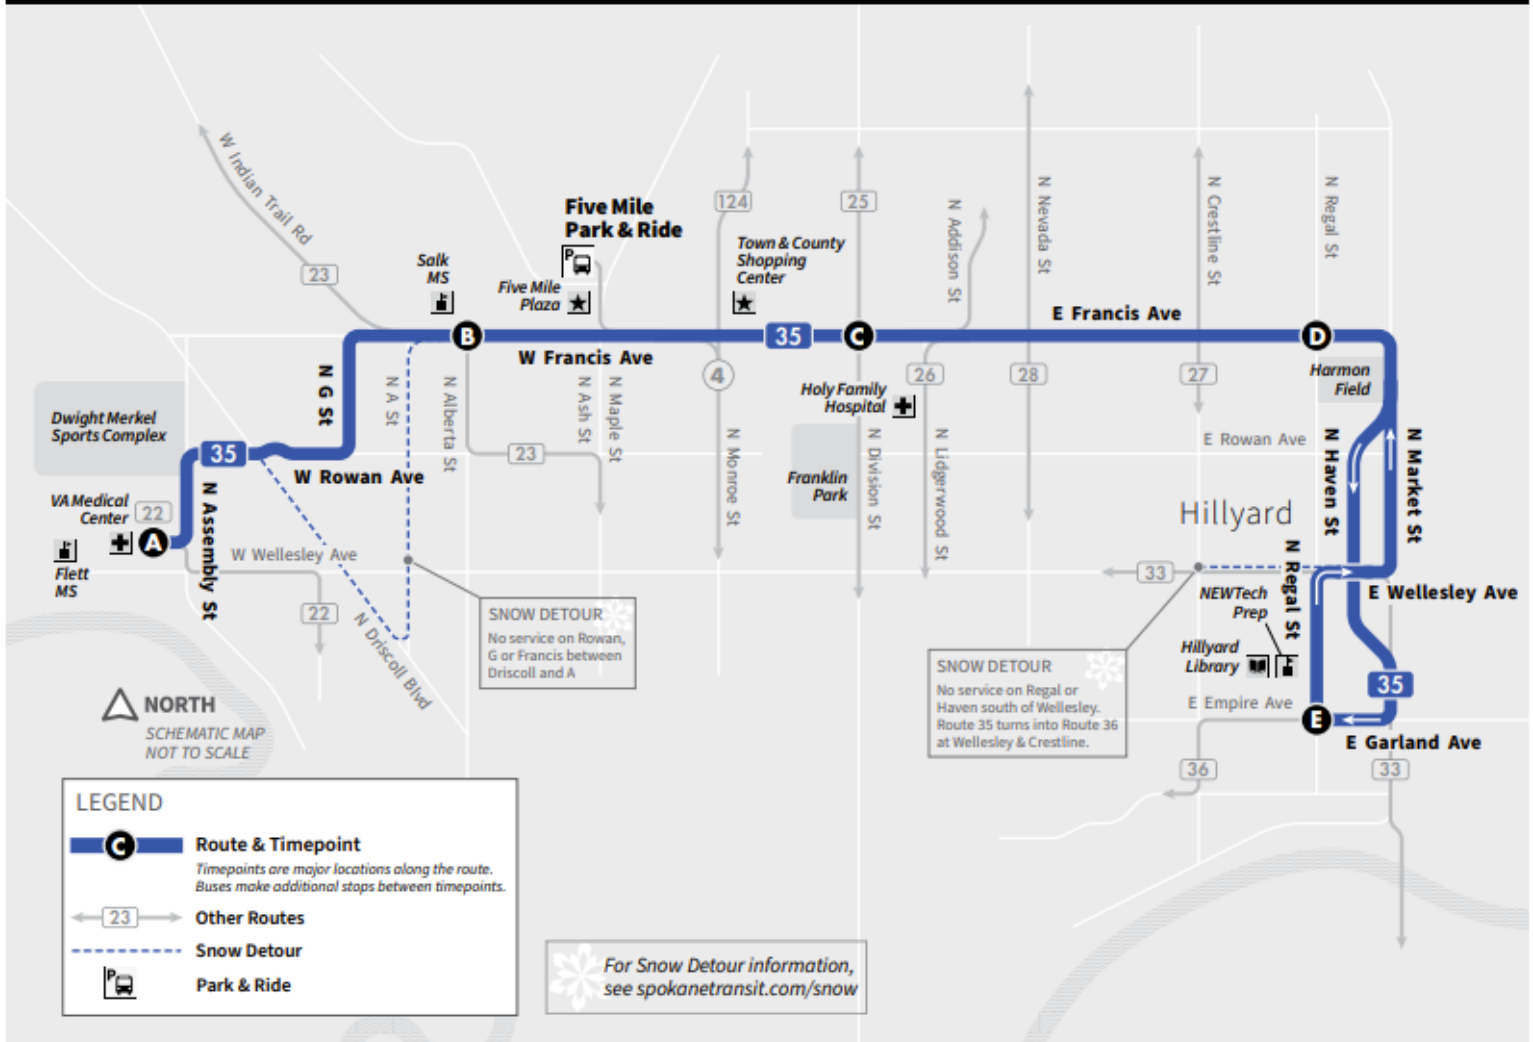 W Indian Trail Rd
23
Salk
MS
Five Mile
Park & Ride
P
Five Mile
Plaza
124
Town & County
Shopping
Center
25
N Addison St
N Nevada St
N Crestline St
N Regal St
B
W Francis Ave
35
C
E Francis Ave
D
4
26
28
27
Harmon
Field
Holy Family
Hospital
Dwight Merkel
Sports Complex
35
N G St
N A St
N Alberta St
W Rowan Ave
23
N Ash St
N Maple St
N Monroe St
Franklin
Park
N Division St
N Lidgerwood St
E Rowan Ave
N Haven St
N Market St
Hillyard
VA Medical
Center
22
A
Flett
MS
N Assembly St
W Wellesley Ave
22
N Driscoll Blvd
SNOW DETOUR
No service on Rowan,
G or Francis between
Driscoll and A
33
N Regal St
E Wellesley Ave
NEWTech
Prep
Hillyard
Library
35
SNOW DETOUR
No service on Regal or
Haven south of Wellesley.
Route 35 turns into Route 36
at Wellesley & Crestline.
E Empire Ave
E
E Garland Ave
36
33
NORTH
SCHEMATIC MAP
NOT TO SCALE
LEGEND
C
Route & Timepoint
Timepoints are major locations along the route.
Buses make additional stops between timepoints.
23
Other Routes
Snow Detour
P
Park & Ride
For Snow Detour information,
see spokanetransit.com/snow